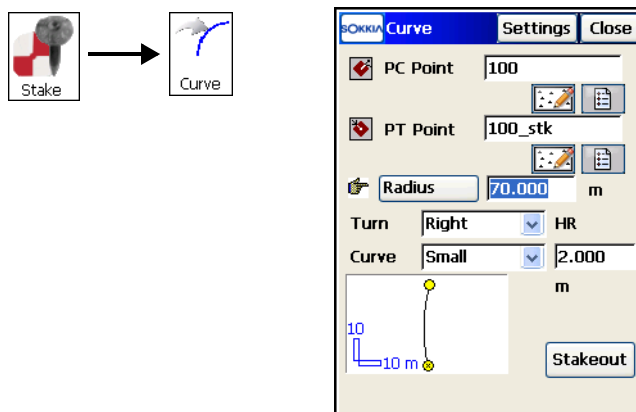 Stake
Curve
SOKKIA Curve Settings Close
PC Point 100
PT Point 100_stk
Radius 70.000 m
Turn Right HR
Curve Small 2.000
m
10
10 m
Stakeout